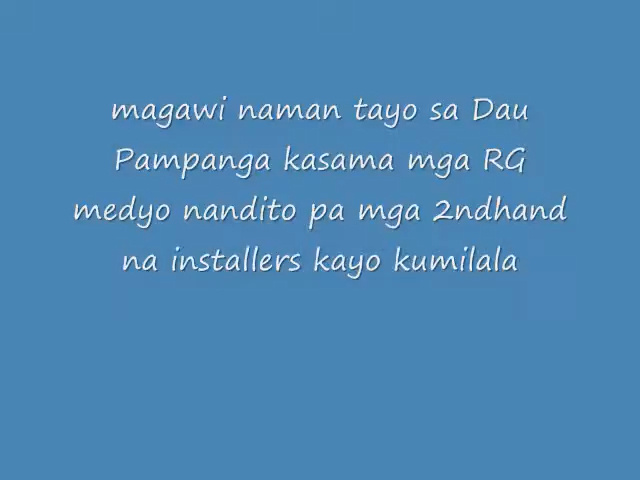 magawi naman tayo sa Dau
Pampanga kasama mga RG
medyo nandito pa mga 2ndhand
na installers kayo kumilala